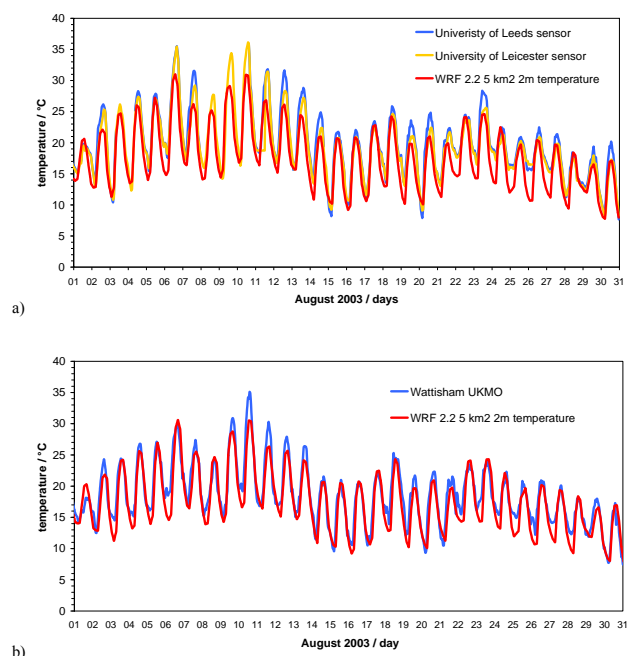 40
35
30
25
20
15
10
5
0
temperature / °C
Univeristy of Leeds sensor
University of Leicester sensor
WRF 2.2 5 km2 2m temperature
01 02 03 04 05 06 07 08 09 10 11 12 13 14 15 16 17 18 19 20 21 22 23 24 25 26 27 28 29 30 31
August 2003 / days
a)
40
35
30
25
20
15
10
5
0
temperature / °C
Wattisham UKMO
WRF 2.2 5 km2 2m temperature
01 02 03 04 05 06 07 08 09 10 11 12 13 14 15 16 17 18 19 20 21 22 23 24 25 26 27 28 29 30 31
August 2003 / day
b)